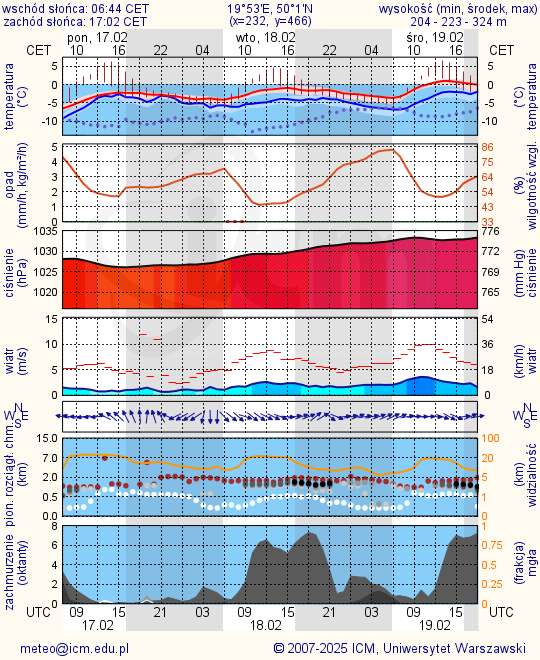 wschód słońca: 06:44 CET 19°53'E, 50°1'N wysokość (min, środek, max)
zachód słońca: 17:02 CET (x=232, y=466) 204 - 223 - 324 m
pon, 17.02 wto, 18.02 śro, 19.02
CET 10 16 22 04 10 16 22 04 10 16 CET
temperatura (°C)
5 0 -5 -10
5 0 -5 -10
(°C) temperatura
opad (mm/h, kg/m²/h)
5 4 3 2 1 0
86 75 64 54 43 33
(%) wilgotność wzgl.
ciśnienie (hPa)
1035 1030 1025 1020
776 772 769 765
(mm Hg) ciśnienie
wiatr (m/s)
15 10 5 0
54 36 18 0
(km/h) wiatr
N W E S
N W E S
pion. rozciągł. chm. (km)
15.0 7.0 2.0 0.5 0.0
100 20 5 1 0
(km) widzialność
zachmurzenie (oktanty)
8 6 4 2 0
1 0.75 0.5 0.25 0
(frakcja) mgła
UTC 09 15 21 03 09 15 21 03 09 15 UTC
17.02 18.02 19.02
meteo@icm.edu.pl © 2007-2025 ICM, Uniwersytet Warszawski